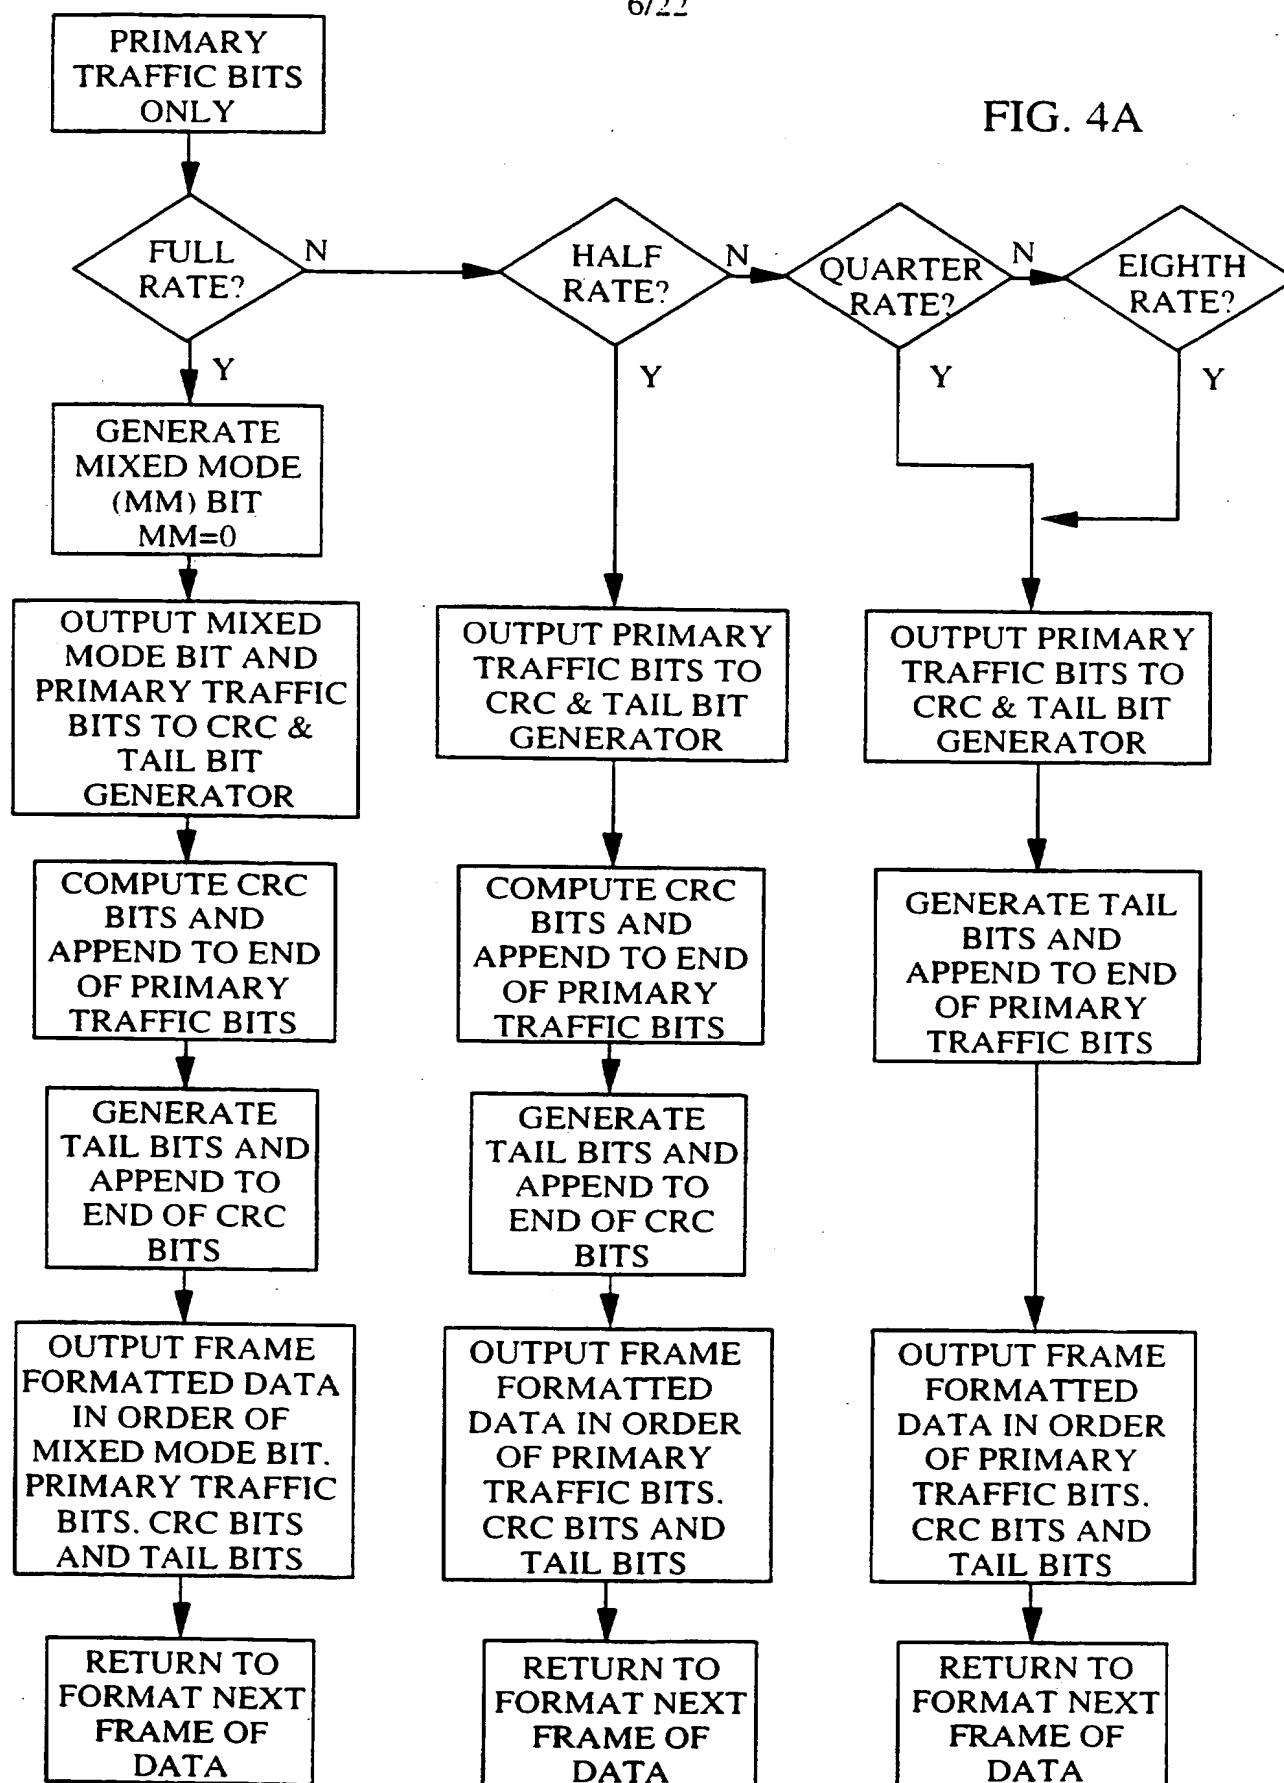 6/22
FIG. 4A
PRIMARY
TRAFFIC BITS
ONLY
FULL
RATE?
N
HALF
RATE?
N
QUARTER
RATE?
N
EIGHTH
RATE?
Y
Y
Y
Y
GENERATE
MIXED MODE
(MM) BIT
MM=0
OUTPUT MIXED
MODE BIT AND
PRIMARY TRAFFIC
BITS TO CRC &
TAIL BIT
GENERATOR
COMPUTE CRC
BITS AND
APPEND TO END
OF PRIMARY
TRAFFIC BITS
GENERATE
TAIL BITS AND
APPEND TO
END OF CRC
BITS
OUTPUT FRAME
FORMATTED DATA
IN ORDER OF
MIXED MODE BIT.
PRIMARY TRAFFIC
BITS. CRC BITS
AND TAIL BITS
RETURN TO
FORMAT NEXT
FRAME OF
DATA
OUTPUT PRIMARY
TRAFFIC BITS TO
CRC & TAIL BIT
GENERATOR
COMPUTE CRC
BITS AND
APPEND TO END
OF PRIMARY
TRAFFIC BITS
GENERATE
TAIL BITS AND
APPEND TO
END OF CRC
BITS
OUTPUT FRAME
FORMATTED
DATA IN ORDER
OF PRIMARY
TRAFFIC BITS.
CRC BITS AND
TAIL BITS
RETURN TO
FORMAT NEXT
FRAME OF
DATA
OUTPUT PRIMARY
TRAFFIC BITS TO
CRC & TAIL BIT
GENERATOR
GENERATE TAIL
BITS AND
APPEND TO END
OF PRIMARY
TRAFFIC BITS
OUTPUT FRAME
FORMATTED
DATA IN ORDER
OF PRIMARY
TRAFFIC BITS.
CRC BITS AND
TAIL BITS
RETURN TO
FORMAT NEXT
FRAME OF
DATA